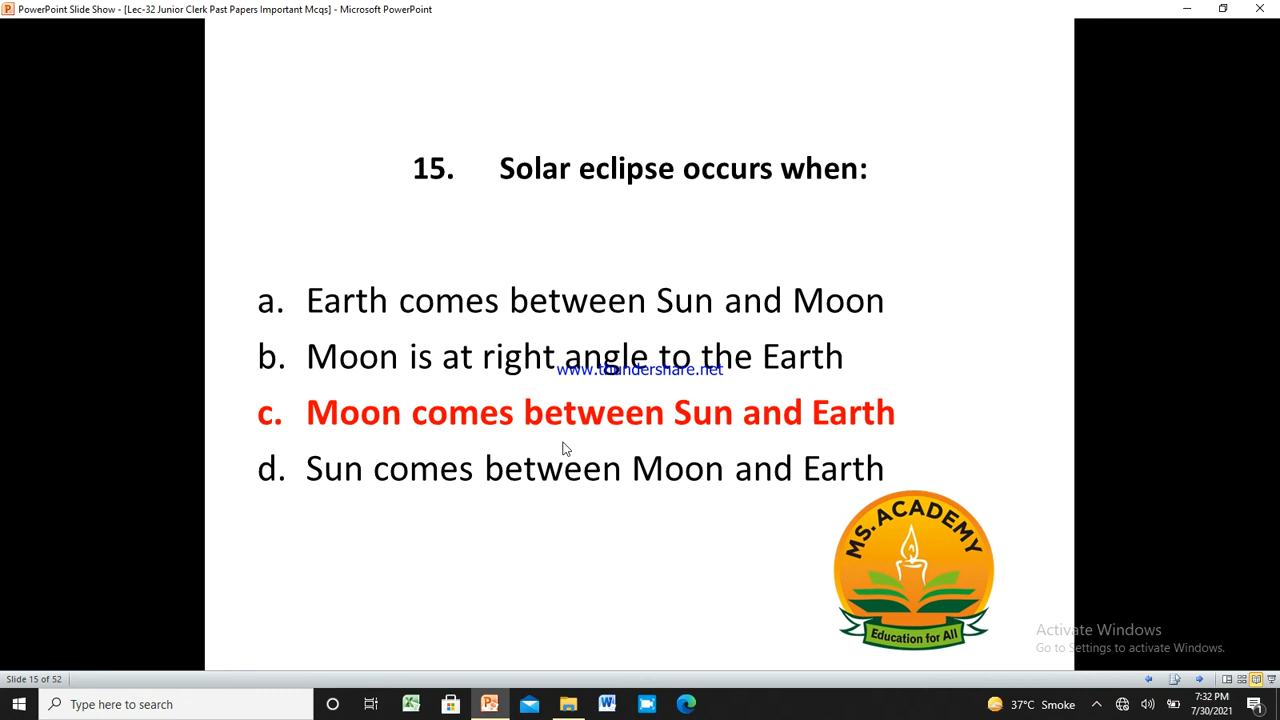 PowerPoint Slide Show - [Lec-32 Junior Clerk Past Papers Important Mcqs] - Microsoft PowerPoint
15. Solar eclipse occurs when:
a. Earth comes between Sun and Moon
b. Moon is at right angle to the Earth
www.thundershare.net
c. Moon comes between Sun and Earth
d. Sun comes between Moon and Earth
MS.ACADEMY
Education for All
Activate Windows
Go to Settings to activate Windows.
Slide 15 of 52
Type here to search
37°C Smoke
7:32 PM
7/30/2021